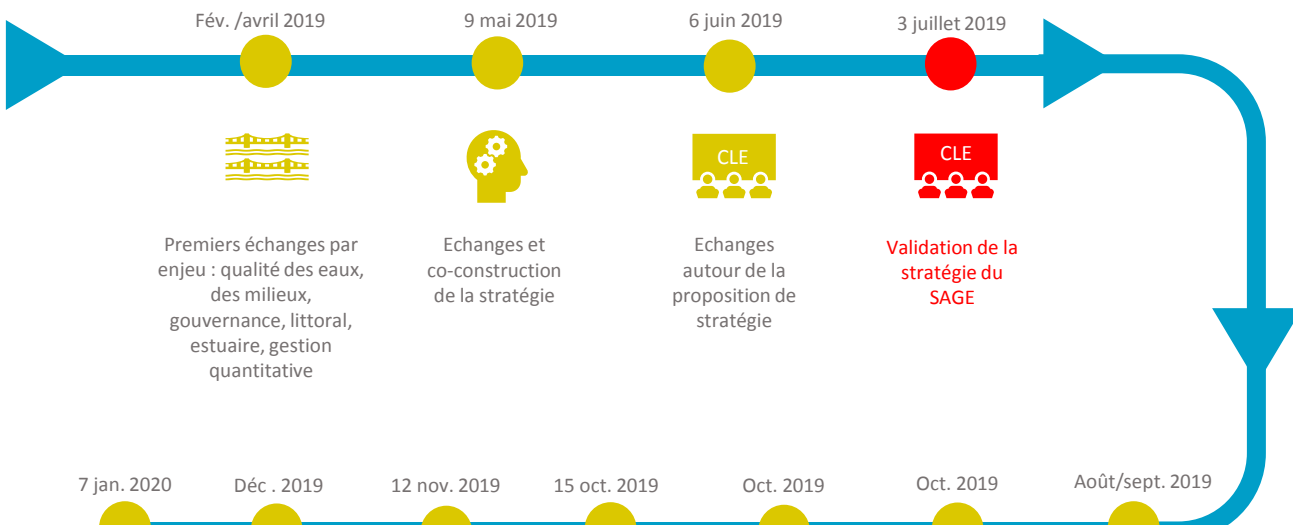 Fév. /avril 2019
9 mai 2019
6 juin 2019
3 juillet 2019
CLE
CLE
Premiers échanges par
enjeu : qualité des eaux,
des milieux,
gouvernance, littoral,
estuaire, gestion
quantitative
Echanges et
co-construction
de la stratégie
Echanges
autour de la
proposition de
stratégie
Validation de la
stratégie du
SAGE
7 jan. 2020
Déc . 2019
12 nov. 2019
15 oct. 2019
Oct. 2019
Oct. 2019
Août/sept. 2019